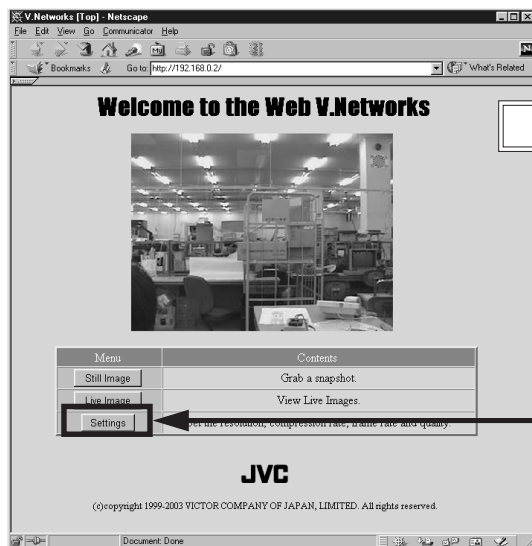 V.Networks [Top] - Netscape
File Edit View Go Communicator Help
Bookmarks Go to: http://192.168.0.2/ What's Related
Welcome to the Web V.Networks
Menu Contents
Still Image Grab a snapshot.
Live Image View Live Images.
Settings Set the resolution, compression rate, frame rate and quality.
JVC
(c)copyright 1999-2003 VICTOR COMPANY OF JAPAN, LIMITED. All rights reserved.
Document: Done